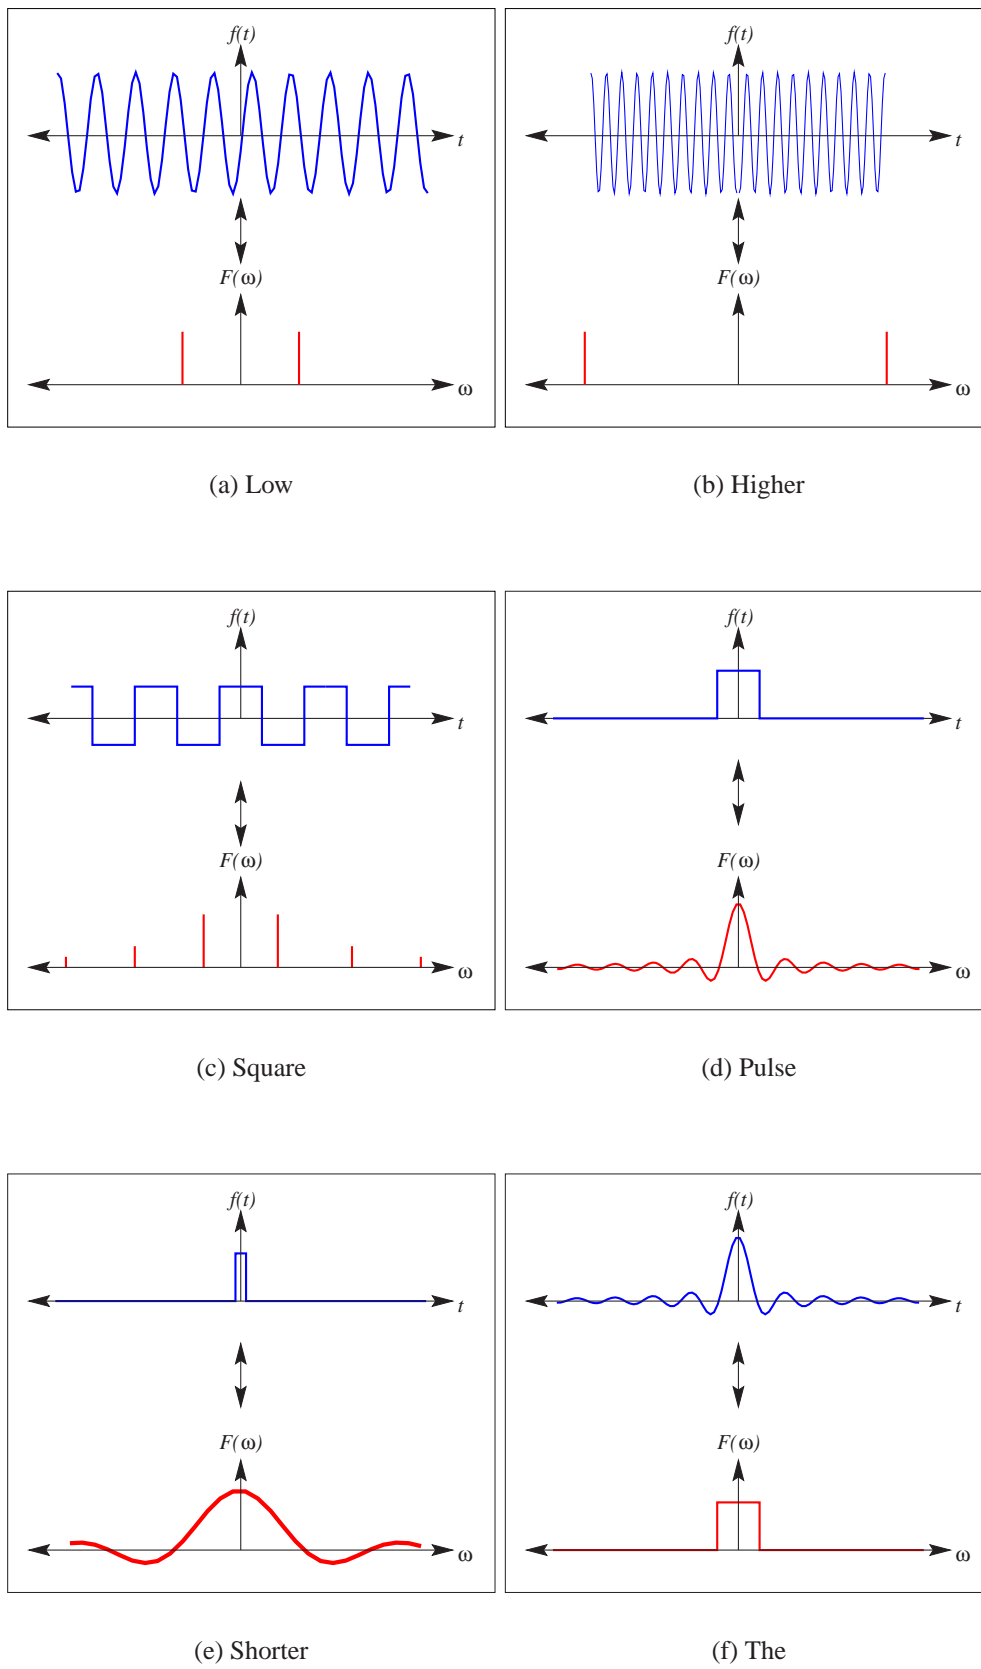 f(t)
t
F(ω)
ω
(a) Low
f(t)
t
F(ω)
ω
(b) Higher
f(t)
t
F(ω)
ω
(c) Square
f(t)
t
F(ω)
ω
(d) Pulse
f(t)
t
F(ω)
ω
(e) Shorter
f(t)
t
F(ω)
ω
(f) The